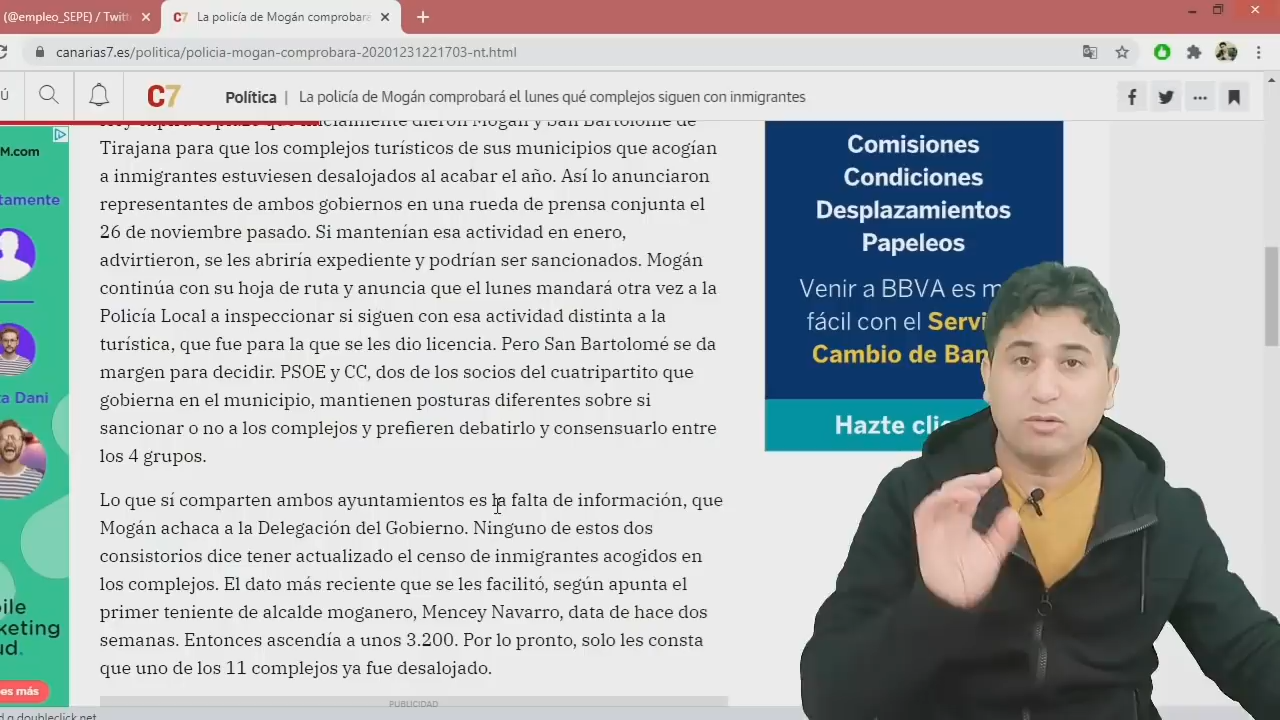 (@empleo_SEPE) / Twitt
La policía de Mogán comprobara
canarias7.es/politica/policia-mogan-comprobara-20201231221703-nt.html
Ú
C7
Política | La policía de Mogán comprobará el lunes qué complejos siguen con inmigrantes
Tirajana para que los complejos turísticos de sus municipios que acogían
a inmigrantes estuviesen desalojados al acabar el año. Así lo anunciaron
representantes de ambos gobiernos en una rueda de prensa conjunta el
26 de noviembre pasado. Si mantenían esa actividad en enero,
advirtieron, se les abriría expediente y podrían ser sancionados. Mogán
continúa con su hoja de ruta y anuncia que el lunes mandará otra vez a la
Policía Local a inspeccionar si siguen con esa actividad distinta a la
turística, que fue para la que se les dio licencia. Pero San Bartolomé se da
margen para decidir. PSOE y CC, dos de los socios del cuatripartito que
gobierna en el municipio, mantienen posturas diferentes sobre si
sancionar o no a los complejos y prefieren debatirlo y consensuarlo entre
los 4 grupos.
Lo que sí comparten ambos ayuntamientos es la falta de información, que
Mogán achaca a la Delegación del Gobierno. Ninguno de estos dos
consistorios dice tener actualizado el censo de inmigrantes acogidos en
los complejos. El dato más reciente que se les facilitó, según apunta el
primer teniente de alcalde moganero, Mencey Navarro, data de hace dos
semanas. Entonces ascendía a unos 3.200. Por lo pronto, solo les consta
que uno de los 11 complejos ya fue desalojado.
PUBLICIDAD
M.com
tamente
ta Dani
ile
keting
ud.
es más
d.g.doubleclick.net
Comisiones
Condiciones
Desplazamientos
Papeleos
Venir a BBVA es m
fácil con el Servi
Cambio de Ban
Hazte clie